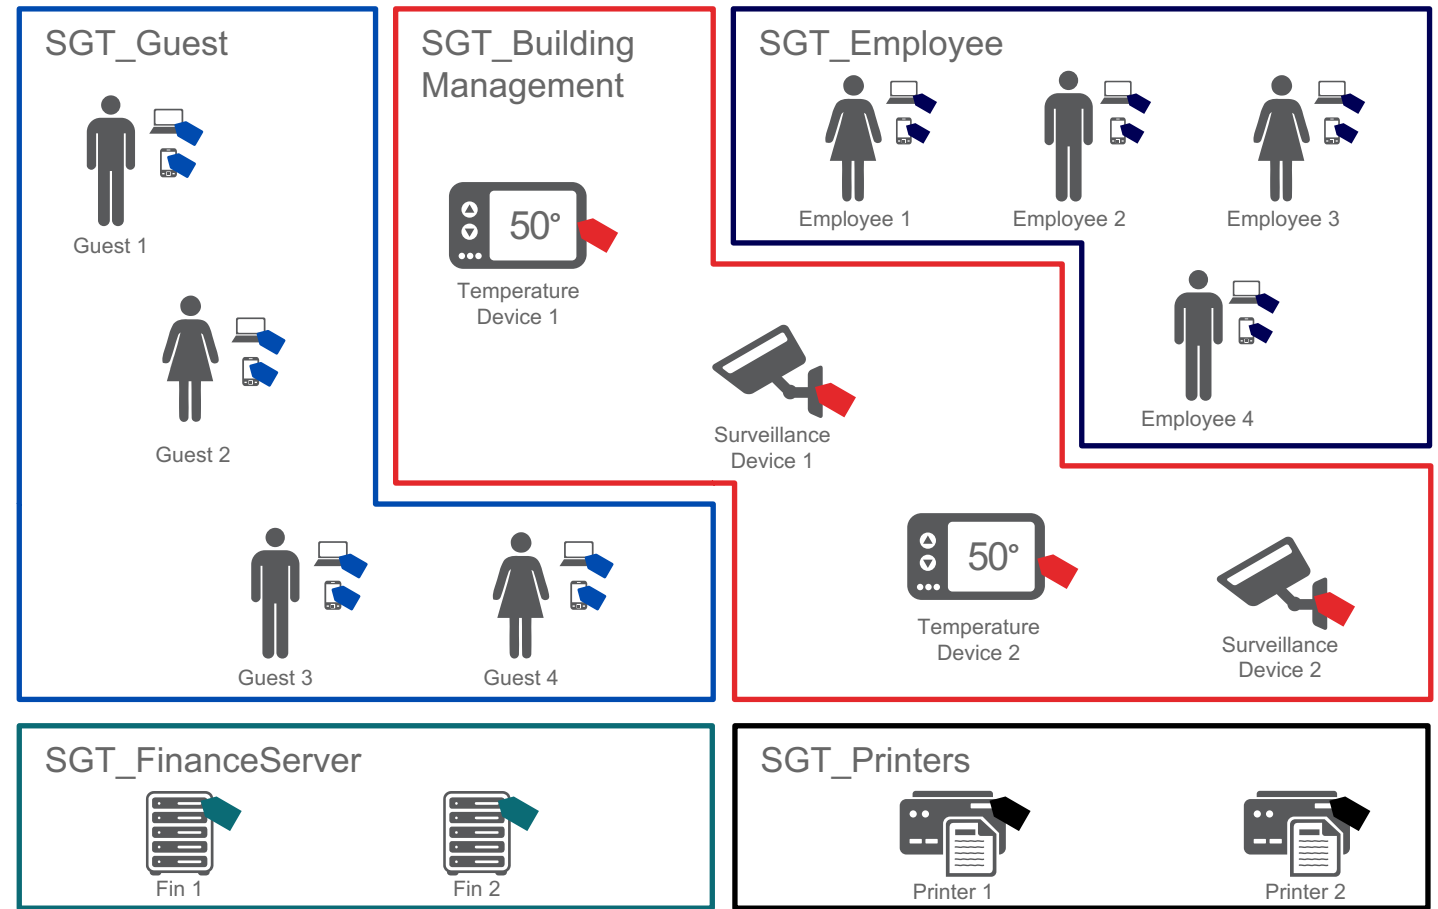 SGT_Guest
Guest 1
Guest 2
Guest 3
Guest 4
SGT_Building
Management
50°
Temperature
Device 1
Surveillance
Device 1
50°
Temperature
Device 2
Surveillance
Device 2
SGT_Employee
Employee 1
Employee 2
Employee 3
Employee 4
SGT_FinanceServer
Fin 1
Fin 2
SGT_Printers
Printer 1
Printer 2